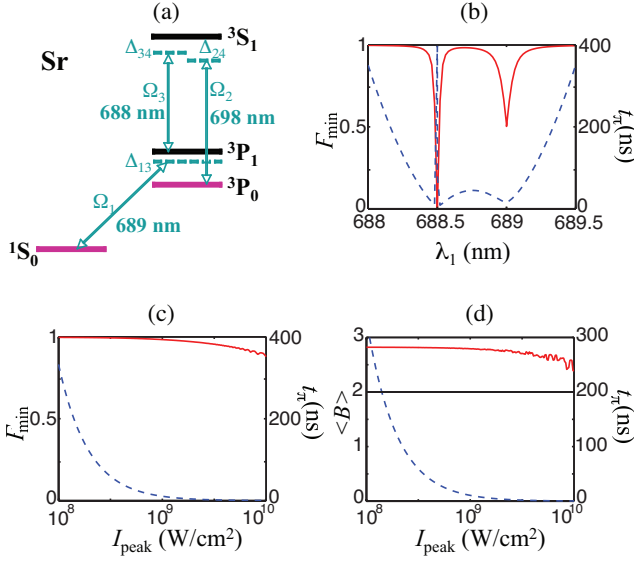 (a)
Sr
³S₁
Δ₃₄
Δ₂₄
Ω₃
688 nm
Ω₂
698 nm
³P₁
Δ₁₃
³P₀
Ω₁
689 nm
¹S₀
(b)
1
0.5
0
F_min
400
200
0
t_π(ns)
688
688.5
689
689.5
λ₁ (nm)
(c)
1
0.5
0
F_min
400
200
0
t_π(ns)
10⁸
10⁹
10¹⁰
I_peak (W/cm²)
(d)
3
2
1
0
<B>
300
200
100
0
t_π(ns)
10⁸
10⁹
10¹⁰
I_peak (W/cm²)